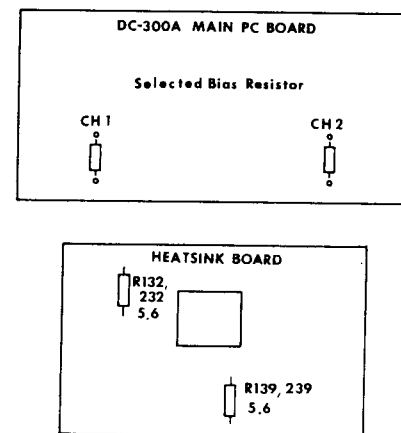 DC-300A MAIN PC BOARD
Selected Bias Resistor
CH 1
CH 2
HEATSINK BOARD
R132,
232
5.6
R139, 239
5.6